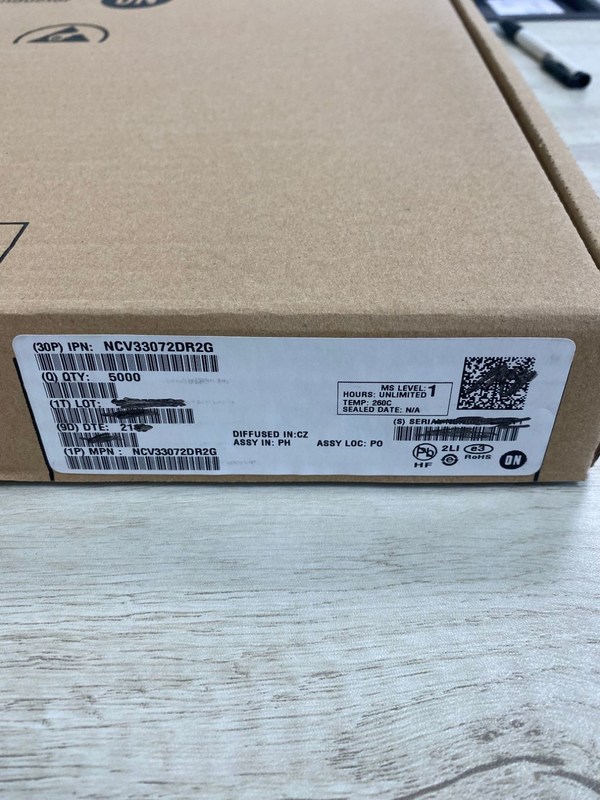 ON
(30P) IPN: NCV33072DR2G
(Q) QTY: 5000
(1T) LOT:
(9D) DTE: 21
(1P) MPN : NCV33072DR2G
DIFFUSED IN:CZ
ASSY IN: PH
ASSY LOC: PO
MS LEVEL: 1
HOURS: UNLIMITED
TEMP: 260C
SEALED DATE: N/A
(S) SERIAL
Pb
HF
2LI
e
e3
RoHS
ON